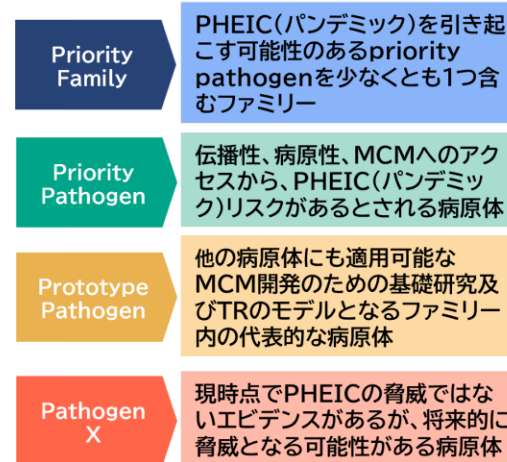 Priority
Family
PHEIC(パンデミック)を引き起
こす可能性のあるpriority
pathogenを少なくとも1つ含
むファミリー
Priority
Pathogen
伝播性、病原性、MCMへのアク
セスから、PHEIC(パンデミッ
ク)リスクがあるとされる病原体
Prototype
Pathogen
他の病原体にも適用可能な
MCM開発のための基礎研究及
びTRのモデルとなるファミリー
内の代表的な病原体
Pathogen
X
現時点でPHEICの脅威ではな
いエビデンスがあるが、将来的に
脅威となる可能性がある病原体